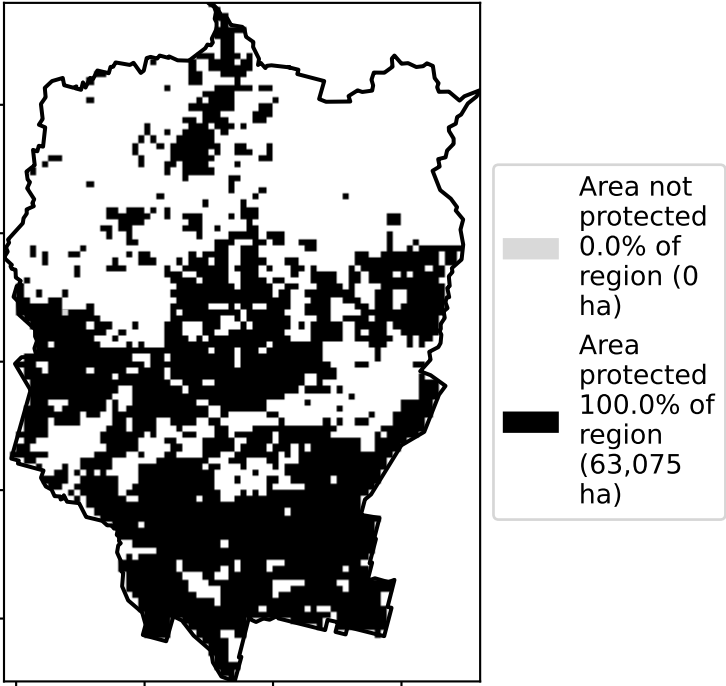 Area not
protected
0.0% of
region (0
ha)
Area
protected
100.0% of
region
(63,075
ha)